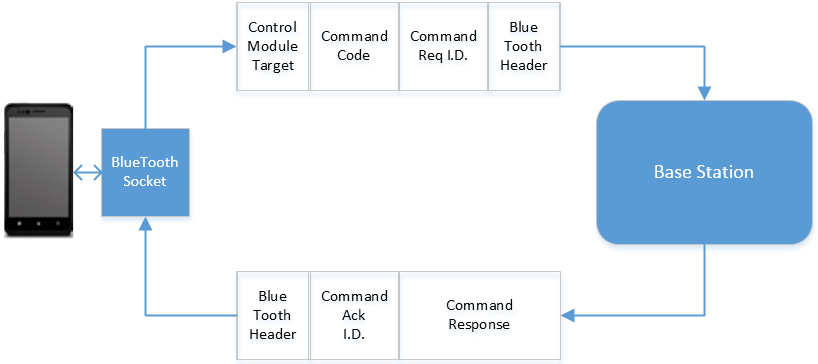 Control
Module
Target
Command
Code
Command
Req I.D.
Blue
Tooth
Header
BlueTooth
Socket
Base Station
Blue
Tooth
Header
Command
Ack
I.D.
Command
Response